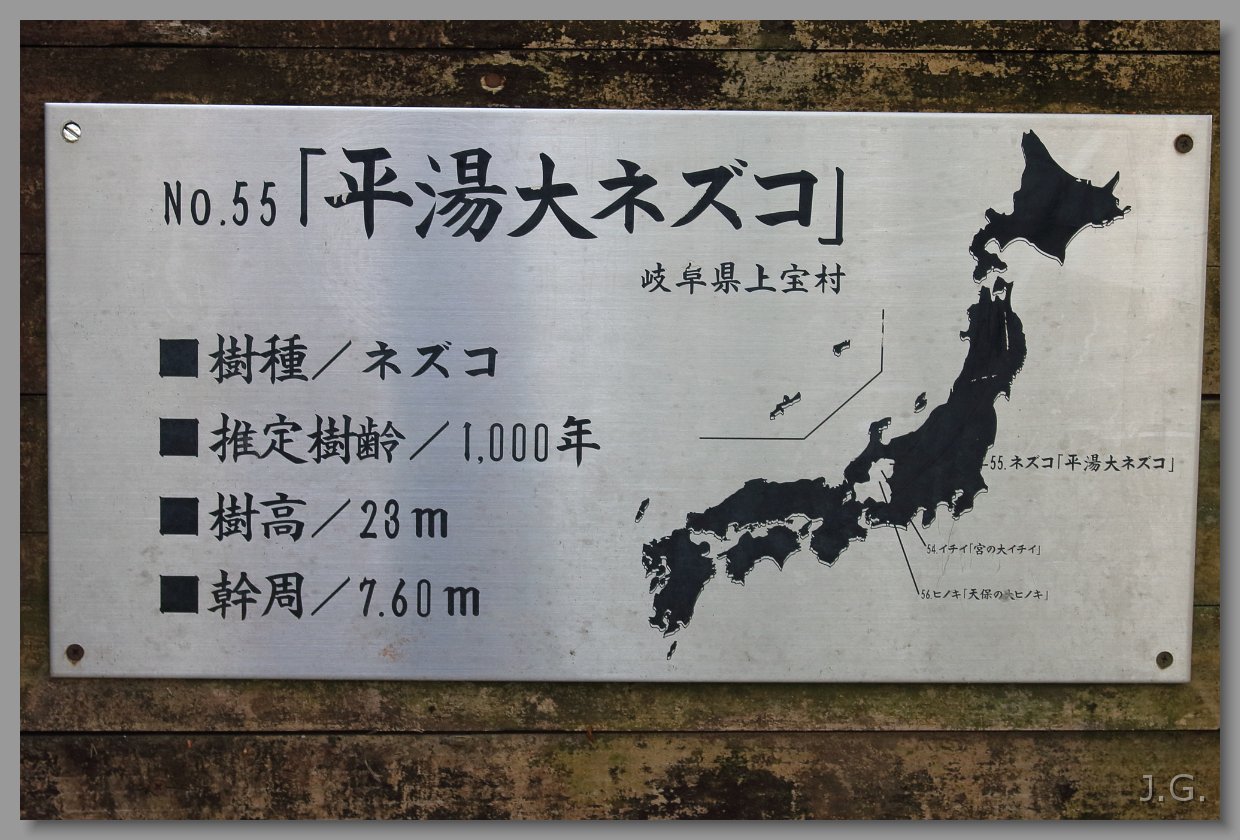 No.55「平湯大ネズコ」
岐阜県上宝村
■樹種／ネズコ
■推定樹齢／1,000年
■樹高／23m
■幹周／7.60m
55.ネズコ「平湯大ネズコ」
54.イチイ「宮の大イチイ」
56.ヒノキ「天保の大ヒノキ」
J.G.